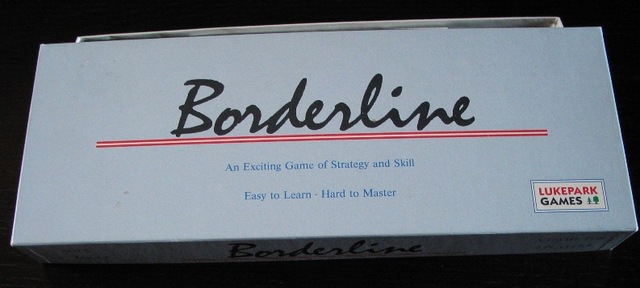 Borderline
An Exciting Game of Strategy and Skill
Easy to Learn · Hard to Master
LUKEPARK
GAMES
Borderline